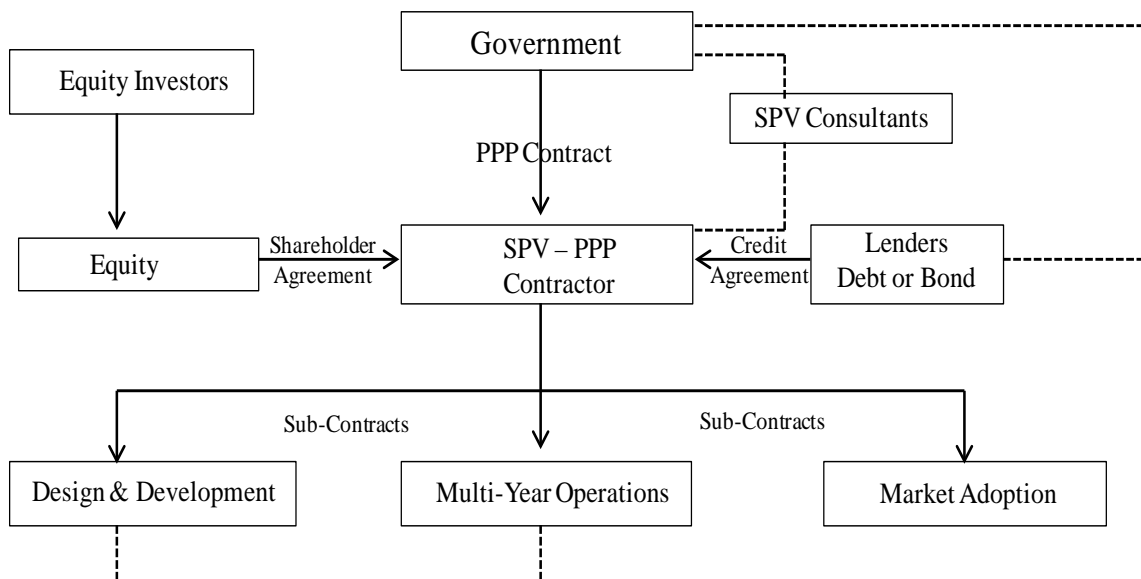 Government
Equity Investors
SPV Consultants
PPP Contract
Equity
Shareholder
Agreement
SPV – PPP
Contractor
Credit
Agreement
Lenders
Debt or Bond
Sub-Contracts
Sub-Contracts
Design & Development
Multi-Year Operations
Market Adoption